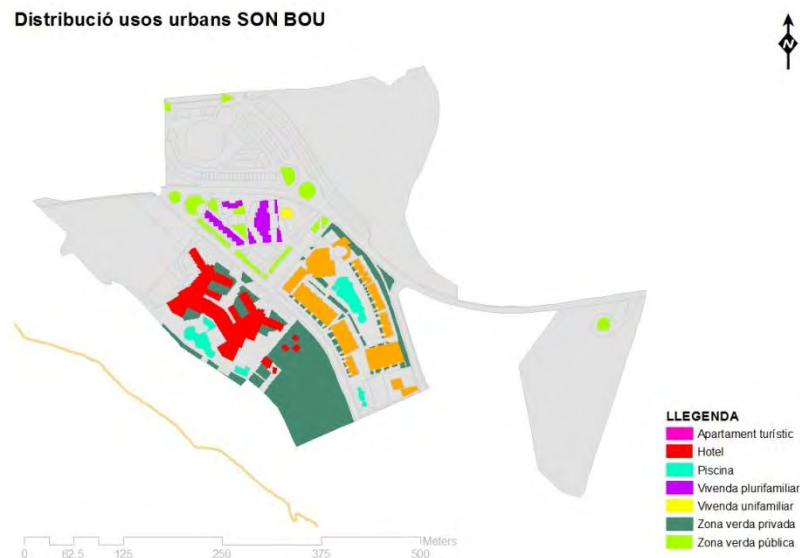 Distribució usos urbans SON BOU
N
LLEGENDA
Apartament turístic
Hotel
Piscina
Vivenda plurifamiliar
Vivenda unifamiliar
Zona verda privada
Zona verda pública
Meters
0 62.5 125 250 375 500